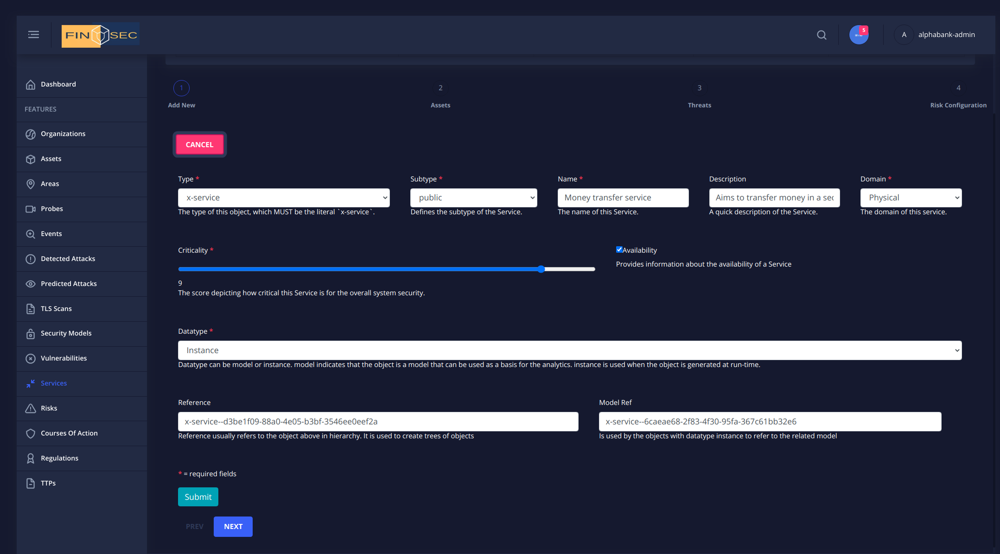 FINSEC
5
A
alphabank-admin
Dashboard
FEATURES
Organizations
Assets
Areas
Probes
Events
Detected Attacks
Predicted Attacks
TLS Scans
Security Models
Vulnerabilities
Services
Risks
Courses Of Action
Regulations
TTPs
1 2 3 4
Add New Assets Threats Risk Configuration
CANCEL
Type * Subtype * Name * Description Domain *
x-service public Money transfer service Aims to transfer money in a sec Physical
The type of this object, which MUST be the literal `x-service`. Defines the subtype of the Service. The name of this Service. A quick description of the Service. The domain of this service.
Criticality * Availability
Provides information about the availability of a Service
9
The score depicting how critical this Service is for the overall system security.
Datatype *
Instance
Datatype can be model or instance. model indicates that the object is a model that can be used as a basis for the analytics. instance is used when the object is generated at run-time.
Reference Model Ref
x-service--d3be1f09-88a0-4e05-b3bf-3546ee0eef2a x-service--6caeae68-2f83-4f30-95fa-367c61bb32e6
Reference usually refers to the object above in hierarchy. It is used to create trees of objects Is used by the objects with datatype instance to refer to the related model
* = required fields
Submit
PREV NEXT